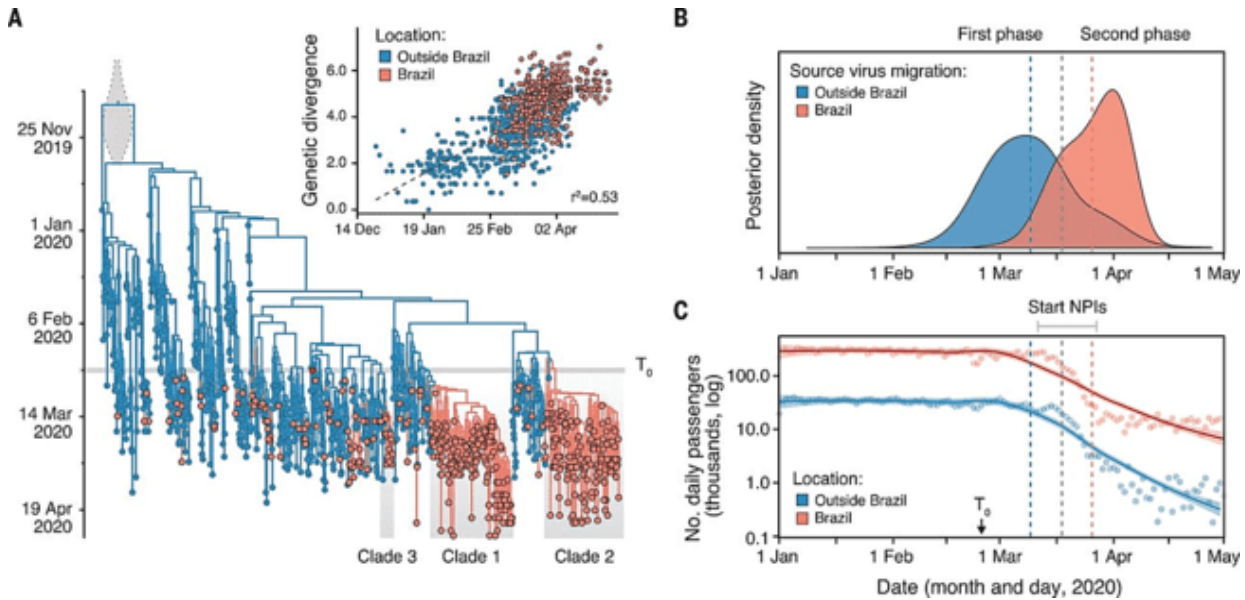 A
Location:
Outside Brazil
Brazil
Genetic divergence
6.0
4.0
2.0
0.0
r²=0.53
14 Dec
19 Jan
25 Feb
02 Apr
25 Nov
2019
1 Jan
2020
6 Feb
2020
14 Mar
2020
19 Apr
2020
T₀
Clade 3
Clade 1
Clade 2
B
First phase
Second phase
Source virus migration:
Outside Brazil
Brazil
Posterior density
1 Jan
1 Feb
1 Mar
1 Apr
1 May
C
Start NPIs
No. daily passengers
(thousands, log)
100.0
10.0
1.0
0.1
Location:
Outside Brazil
Brazil
T₀
1 Jan
1 Feb
1 Mar
1 Apr
1 May
Date (month and day, 2020)